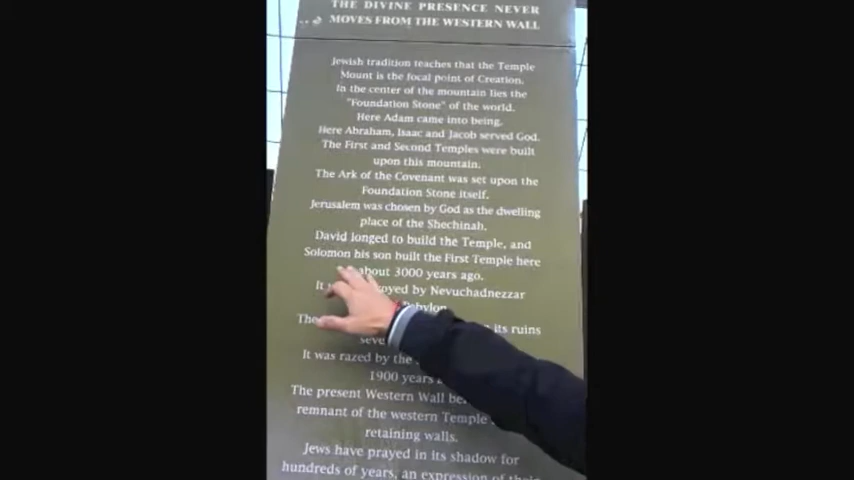 THE DIVINE PRESENCE NEVER
MOVES FROM THE WESTERN WALL
Jewish tradition teaches that the Temple
Mount is the focal point of Creation.
In the center of the mountain lies the
"Foundation Stone" of the world.
Here Adam came into being.
Here Abraham, Isaac and Jacob served God.
The First and Second Temples were built
upon this mountain.
The Ark of the Covenant was set upon the
Foundation Stone itself.
Jerusalem was chosen by God as the dwelling
place of the Shechinah.
David longed to build the Temple, and
Solomon his son built the First Temple here
about 3000 years ago.
It by Nevuchadnezzar
its ruins
It was razed by the
1900 years
The present Western Wall
remnant of the western Temple
retaining walls.
Jews have prayed in its shadow for
hundreds of years, an expression of their